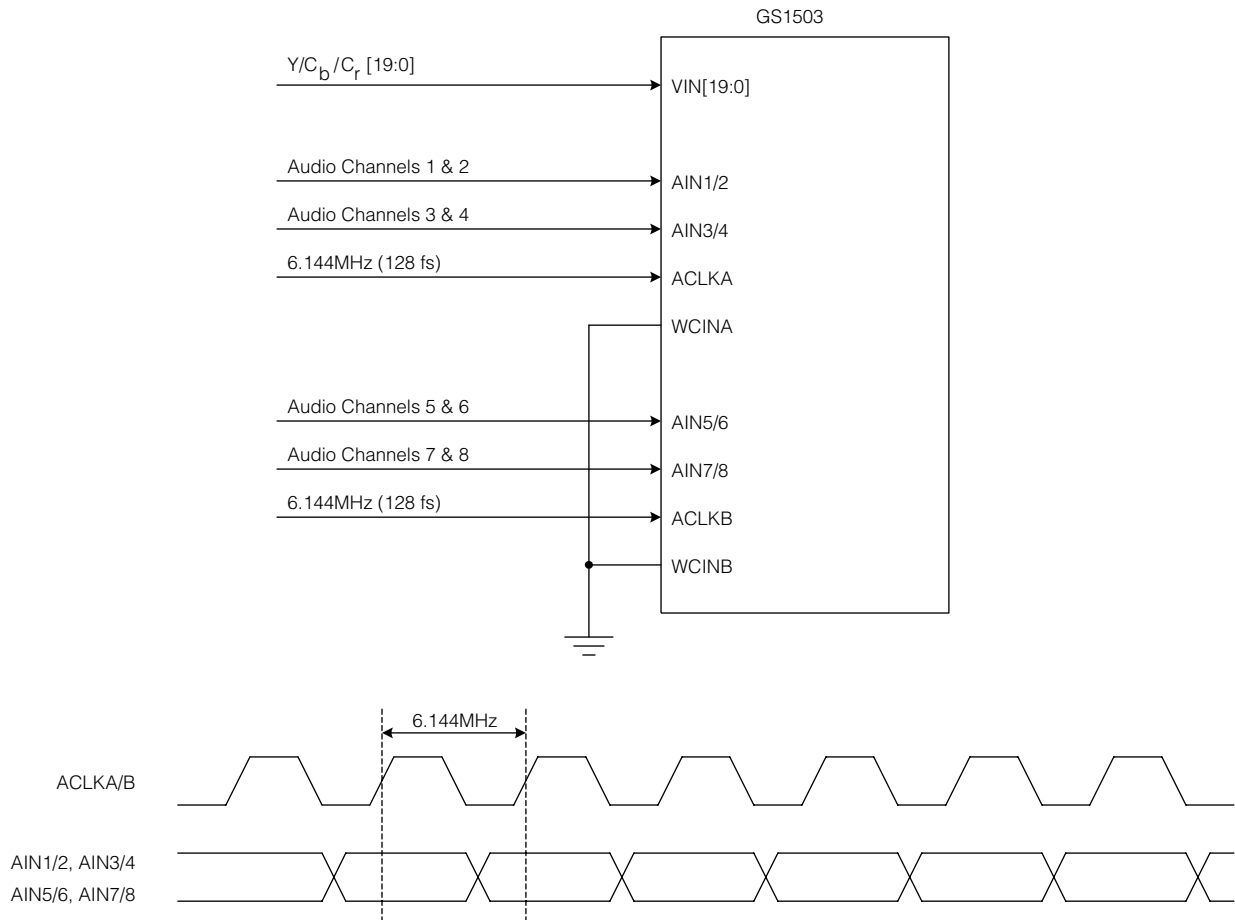 GS1503
Y/Cb/Cr [19:0]
VIN[19:0]
Audio Channels 1 & 2
AIN1/2
Audio Channels 3 & 4
AIN3/4
6.144MHz (128 fs)
ACLKA
WCINA
Audio Channels 5 & 6
AIN5/6
Audio Channels 7 & 8
AIN7/8
6.144MHz (128 fs)
ACLKB
WCINB
6.144MHz
ACLKA/B
AIN1/2, AIN3/4
AIN5/6, AIN7/8